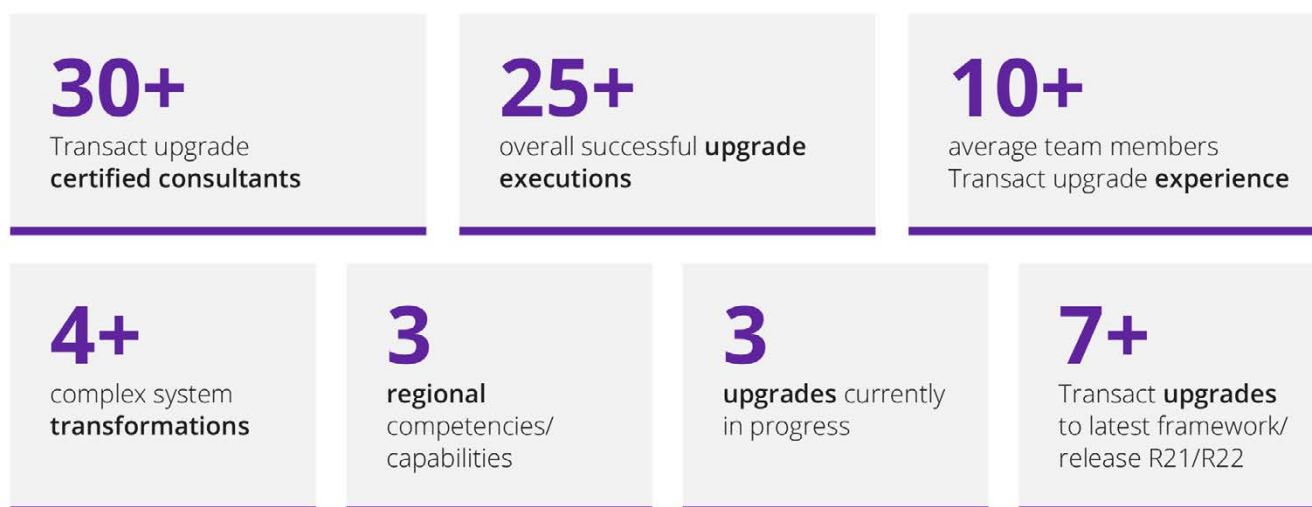 30+
Transact upgrade
certified consultants
25+
overall successful upgrade
executions
10+
average team members
Transact upgrade experience
4+
complex system
transformations
3
regional
competencies/
capabilities
3
upgrades currently
in progress
7+
Transact upgrades
to latest framework/
release R21/R22